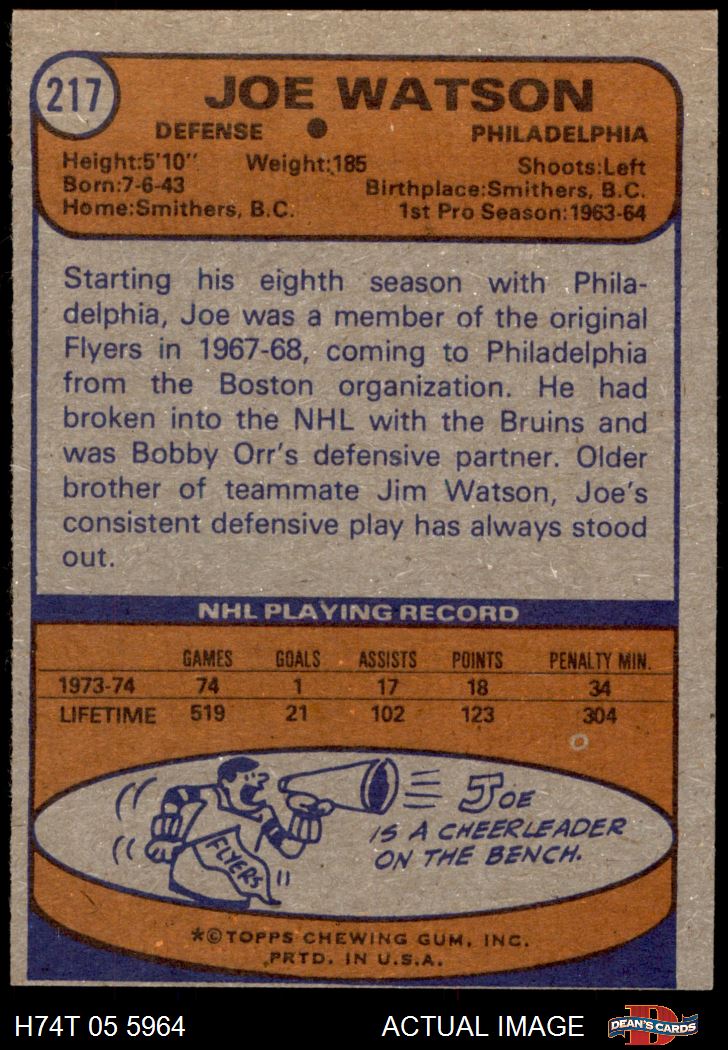 217
JOE WATSON
DEFENSE ● PHILADELPHIA
Height:5'10" Weight:185 Shoots:Left
Born:7-6-43 Birthplace:Smithers, B.C.
Home:Smithers, B.C. 1st Pro Season:1963-64
Starting his eighth season with Phila-
delphia, Joe was a member of the original
Flyers in 1967-68, coming to Philadelphia
from the Boston organization. He had
broken into the NHL with the Bruins and
was Bobby Orr's defensive partner. Older
brother of teammate Jim Watson, Joe's
consistent defensive play has always stood
out.
NHL PLAYING RECORD
GAMES GOALS ASSISTS POINTS PENALTY MIN.
1973-74 74 1 17 18 34
LIFETIME 519 21 102 123 304
JOE
IS A CHEERLEADER
ON THE BENCH.
FLYERS
*©TOPPS CHEWING GUM, INC.
PRTD. IN U.S.A.
H74T 05 5964 ACTUAL IMAGE DEAN'S CARDS